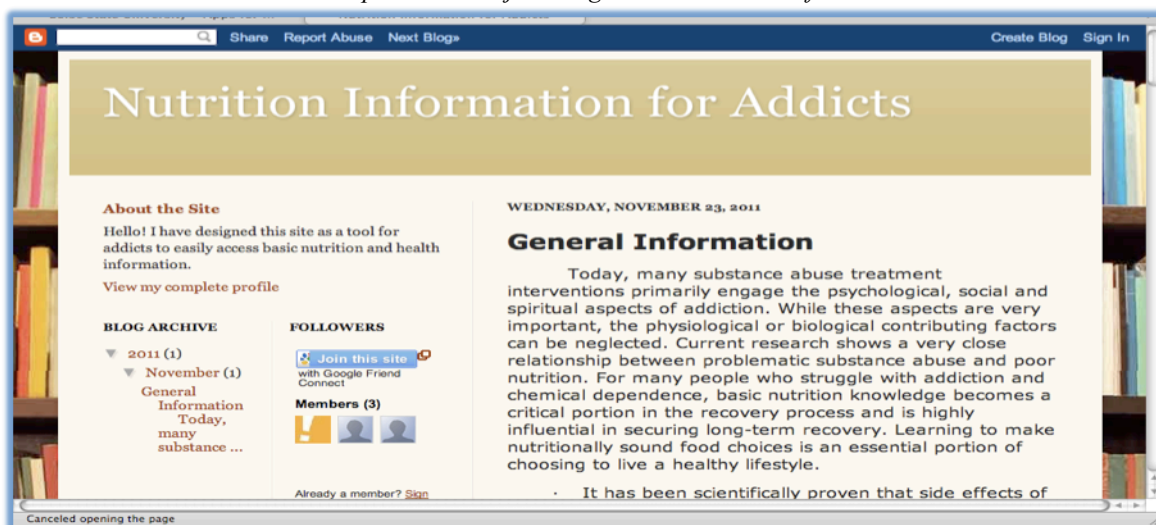 Share Report Abuse Next Blog»
Create Blog Sign In
Nutrition Information for Addicts
About the Site
Hello! I have designed this site as a tool for
addicts to easily access basic nutrition and health
information.
View my complete profile
BLOG ARCHIVE
▼ 2011 (1)
▼ November (1)
General
Information
Today,
many
substance ...
FOLLOWERS
Join this site
with Google Friend
Connect
Members (3)
Already a member? Sign
WEDNESDAY, NOVEMBER 23, 2011
General Information
Today, many substance abuse treatment
interventions primarily engage the psychological, social and
spiritual aspects of addiction. While these aspects are very
important, the physiological or biological contributing factors
can be neglected. Current research shows a very close
relationship between problematic substance abuse and poor
nutrition. For many people who struggle with addiction and
chemical dependence, basic nutrition knowledge becomes a
critical portion in the recovery process and is highly
influential in securing long-term recovery. Learning to make
nutritionally sound food choices is an essential portion of
choosing to live a healthy lifestyle.
· It has been scientifically proven that side effects of
Canceled opening the page